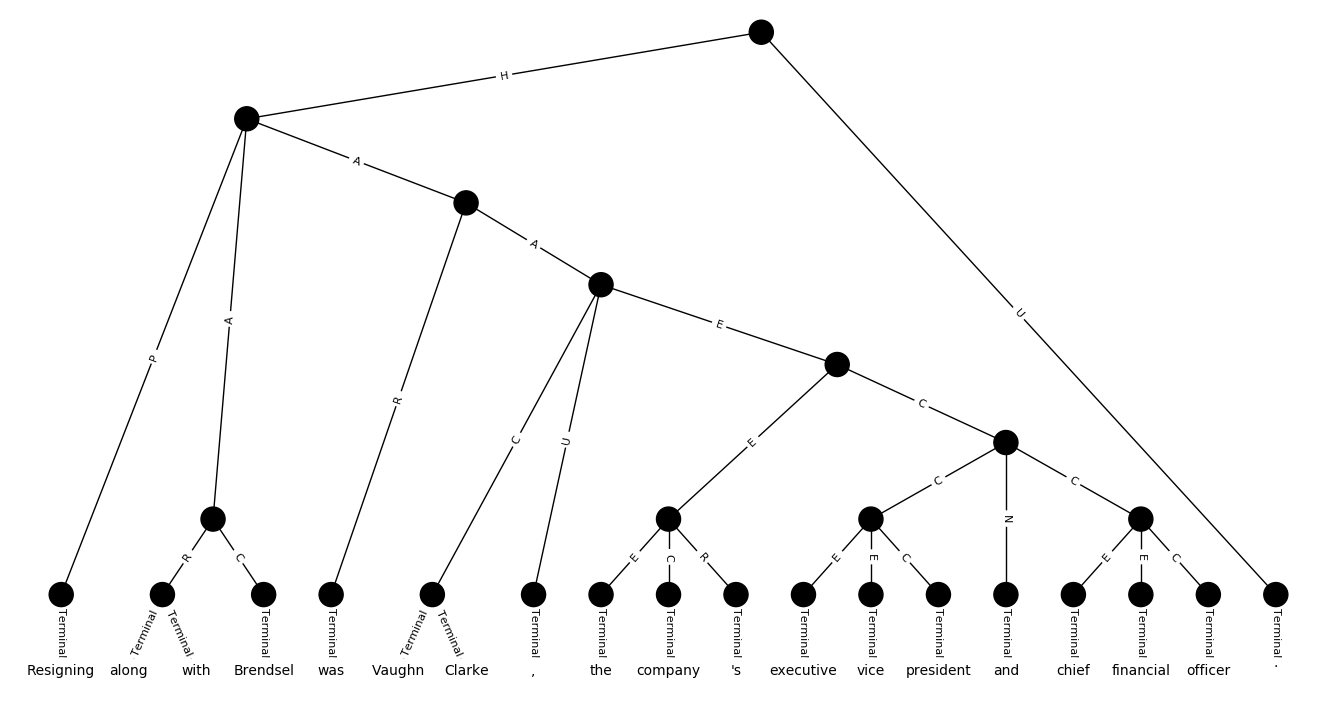 H
A
A
A
A
P
U
E
R
C
E
C
U
C
C
N
R
C
E
C
R
E
E
C
E
E
C
Terminal Terminal Terminal Terminal Terminal Terminal Terminal Terminal Terminal Terminal Terminal Terminal Terminal Terminal Terminal Terminal Terminal Terminal Terminal
Resigning along with Brendsel was Vaughn Clarke , the company 's executive vice president and chief financial officer .